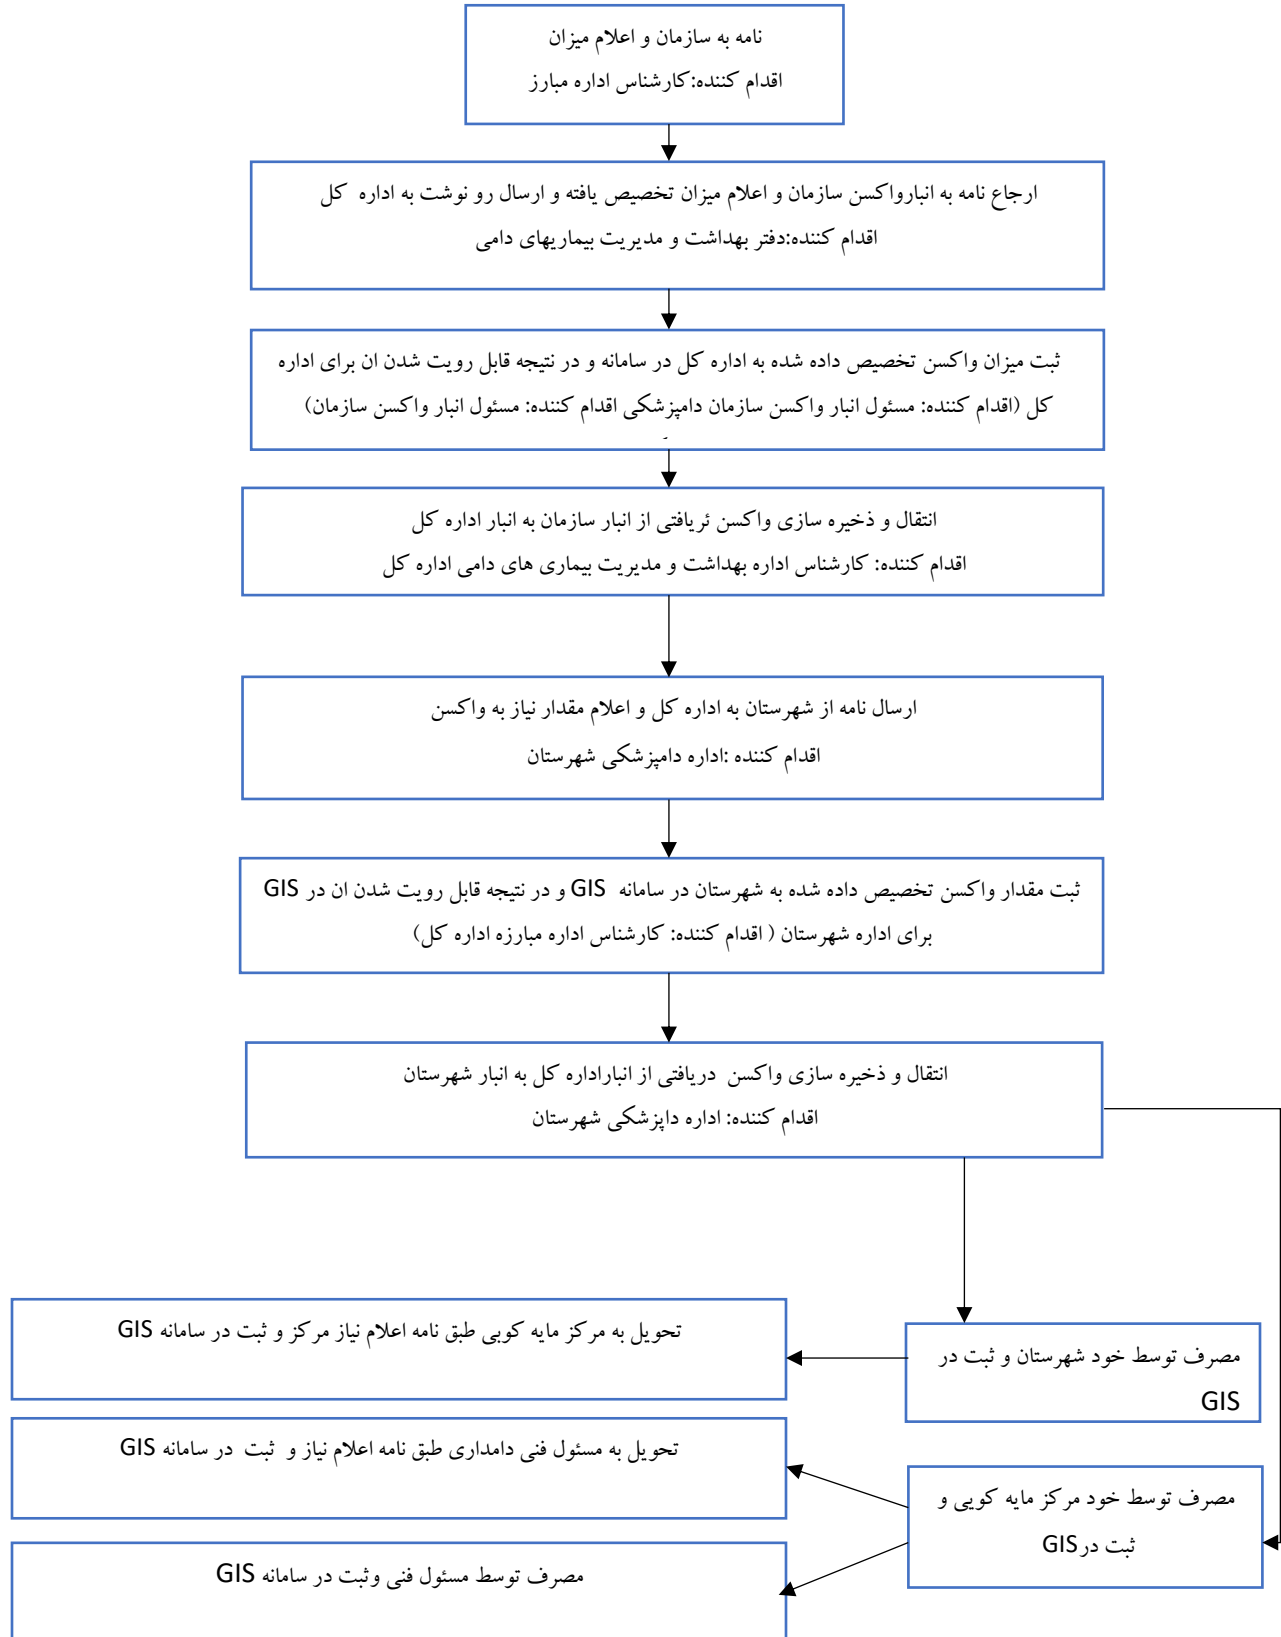 نامه به سازمان و اعلام میزان
اقدام کننده:کارشناس اداره مبارز
ارجاع نامه به انبارواکسن سازمان و اعلام میزان تخصیص یافته و ارسال رو نوشت به اداره کل
اقدام کننده:دفتر بهداشت و مدیریت بیماریهای دامی
ثبت میزان واکسن تخصیص داده شده به اداره کل در سامانه و در نتیجه قابل رویت شدن ان برای اداره
کل (اقدام کننده: مسئول انبار واکسن سازمان دامپزشکی اقدام کننده: مسئول انبار واکسن سازمان)
انتقال و ذخیره سازی واکسن ئریافتی از انبار سازمان به انبار اداره کل
اقدام کننده: کارشناس اداره بهداشت و مدیریت بیماری های دامی اداره کل
ارسال نامه از شهرستان به اداره کل و اعلام مقدار نیاز به واکسن
اقدام کننده :اداره دامپزشکی شهرستان
ثبت مقدار واکسن تخصیص داده شده به شهرستان در سامانه GIS و در نتیجه قابل رویت شدن ان در GIS
برای اداره شهرستان ( اقدام کننده: کارشناس اداره مبارزه اداره کل)
انتقال و ذخیره سازی واکسن دریافتی از انباراداره کل به انبار شهرستان
اقدام کننده: اداره داپزشکی شهرستان
مصرف توسط خود شهرستان و ثبت در
GIS
تحویل به مرکز مایه کوبی طبق نامه اعلام نیاز مرکز و ثبت در سامانه GIS
تحویل به مسئول فنی دامداری طبق نامه اعلام نیاز و ثبت در سامانه GIS
مصرف توسط خود مرکز مایه کویی و
ثبت درGIS
مصرف توسط مسئول فنی وثبت در سامانه GIS